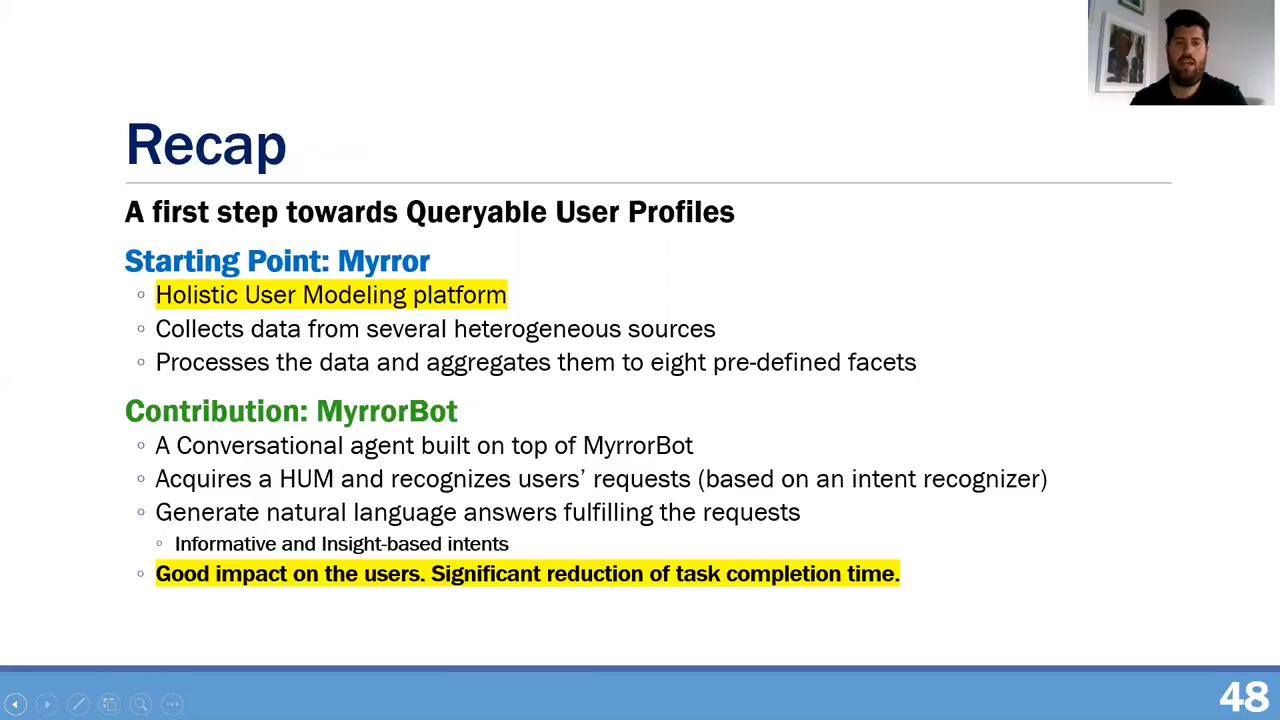 Recap
A first step towards Queryable User Profiles
Starting Point: Myrror
Holistic User Modeling platform
Collects data from several heterogeneous sources
Processes the data and aggregates them to eight pre-defined facets
Contribution: MyrrorBot
A Conversational agent built on top of MyrrorBot
Acquires a HUM and recognizes users’ requests (based on an intent recognizer)
Generate natural language answers fulfilling the requests
Informative and Insight-based intents
Good impact on the users. Significant reduction of task completion time.
48